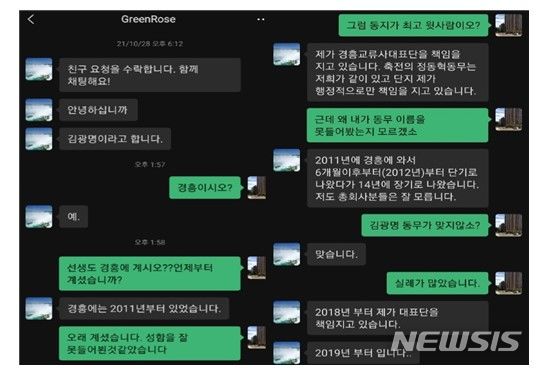 GreenRose
21/10/28 오후 6:12
친구 요청을 수락합니다. 함께
채팅해요!
안녕하십니까
김광명이라고 합니다.
오후 1:57
경흥이시오?
예.
오후 1:58
선생도 경흥에 계시오??언제부터
계셨습니까?
경흥에는 2011년부터 있었습니다.
오래 계셨습니다. 성함을 잘
못들어뵌것같았습니다
그럼 동지가 최고 윗사람이오?
제가 경흥교류사대표단을 책임을
지고 있습니다. 축전의 정동혁동무는
저희가 같이 있고 단지 제가
행정적으로만 책임을 지고 있습니다.
근데 왜 내가 동무 이름을
못들어봤는지 모르겠소
2011년에 경흥에 와서
6개월이후부터(2012년)부터 단기로
나왔다가 14년에 장기로 나왔습니다.
저도 총회사분들은 잘 모릅니다.
김광명 동무가 맞지않소?
맞습니다.
실례가 많았습니다.
2018년 부터 제가 대표단을
책임지고 있습니다.
2019년 부터 입니다..
NEWSIS